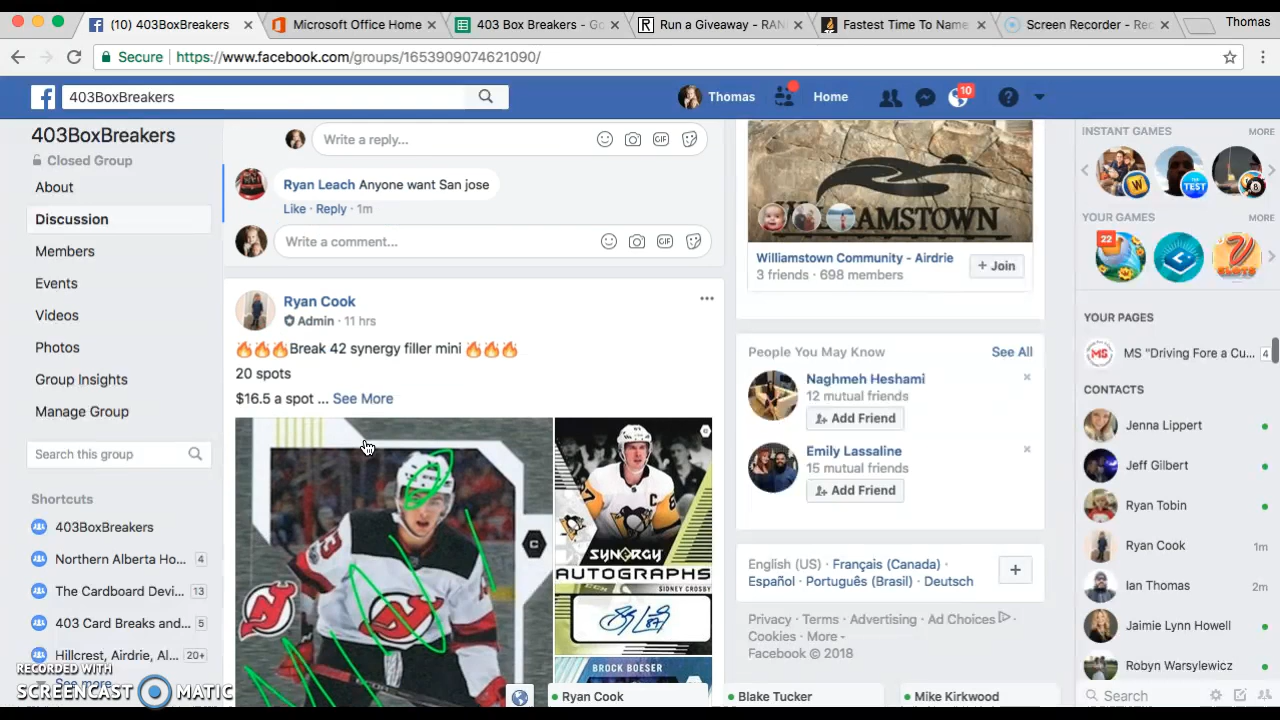 (10) 403BoxBreakers
Microsoft Office Home
403 Box Breakers - Go
Run a Giveaway - RAN
Fastest Time To Name
Screen Recorder - Rec
Thomas
Secure
https://www.facebook.com/groups/1653909074621090/
403BoxBreakers
Thomas
Home
10
403BoxBreakers
Closed Group
About
Discussion
Members
Events
Videos
Photos
Group Insights
Manage Group
Search this group
Shortcuts
403BoxBreakers
Northern Alberta Ho... 4
The Cardboard Devi... 13
403 Card Breaks and... 5
Hillcrest, Airdrie, Al... 20+
See more...
RECORDED WITH
SCREENCAST MATIC
Write a reply...
Ryan Leach Anyone want San jose
Like · Reply · 1m
Write a comment...
Ryan Cook
Admin · 11 hrs
🔥🔥🔥Break 42 synergy filler mini 🔥🔥🔥
20 spots
$16.5 a spot ... See More
SYNERGY
AUTOGRAPHS
SIDNEY CROSBY
BROCK BOESER
Ryan Cook
Blake Tucker
Mike Kirkwood
Williamstown Community - Airdrie
3 friends · 698 members
+ Join
People You May Know
See All
Naghmeh Heshami
12 mutual friends
Add Friend
Emily Lassaline
15 mutual friends
Add Friend
English (US) · Français (Canada) ·
Español · Português (Brasil) · Deutsch
Privacy · Terms · Advertising · Ad Choices ·
Cookies · More
Facebook © 2018
INSTANT GAMES
MORE
YOUR GAMES
MORE
22
YOUR PAGES
MS "Driving Fore a Cu... 4
CONTACTS
Jenna Lippert
Jeff Gilbert
Ryan Tobin
Ryan Cook 1m
Ian Thomas 2m
Jaimie Lynn Howell
Robyn Warsylewicz
Search